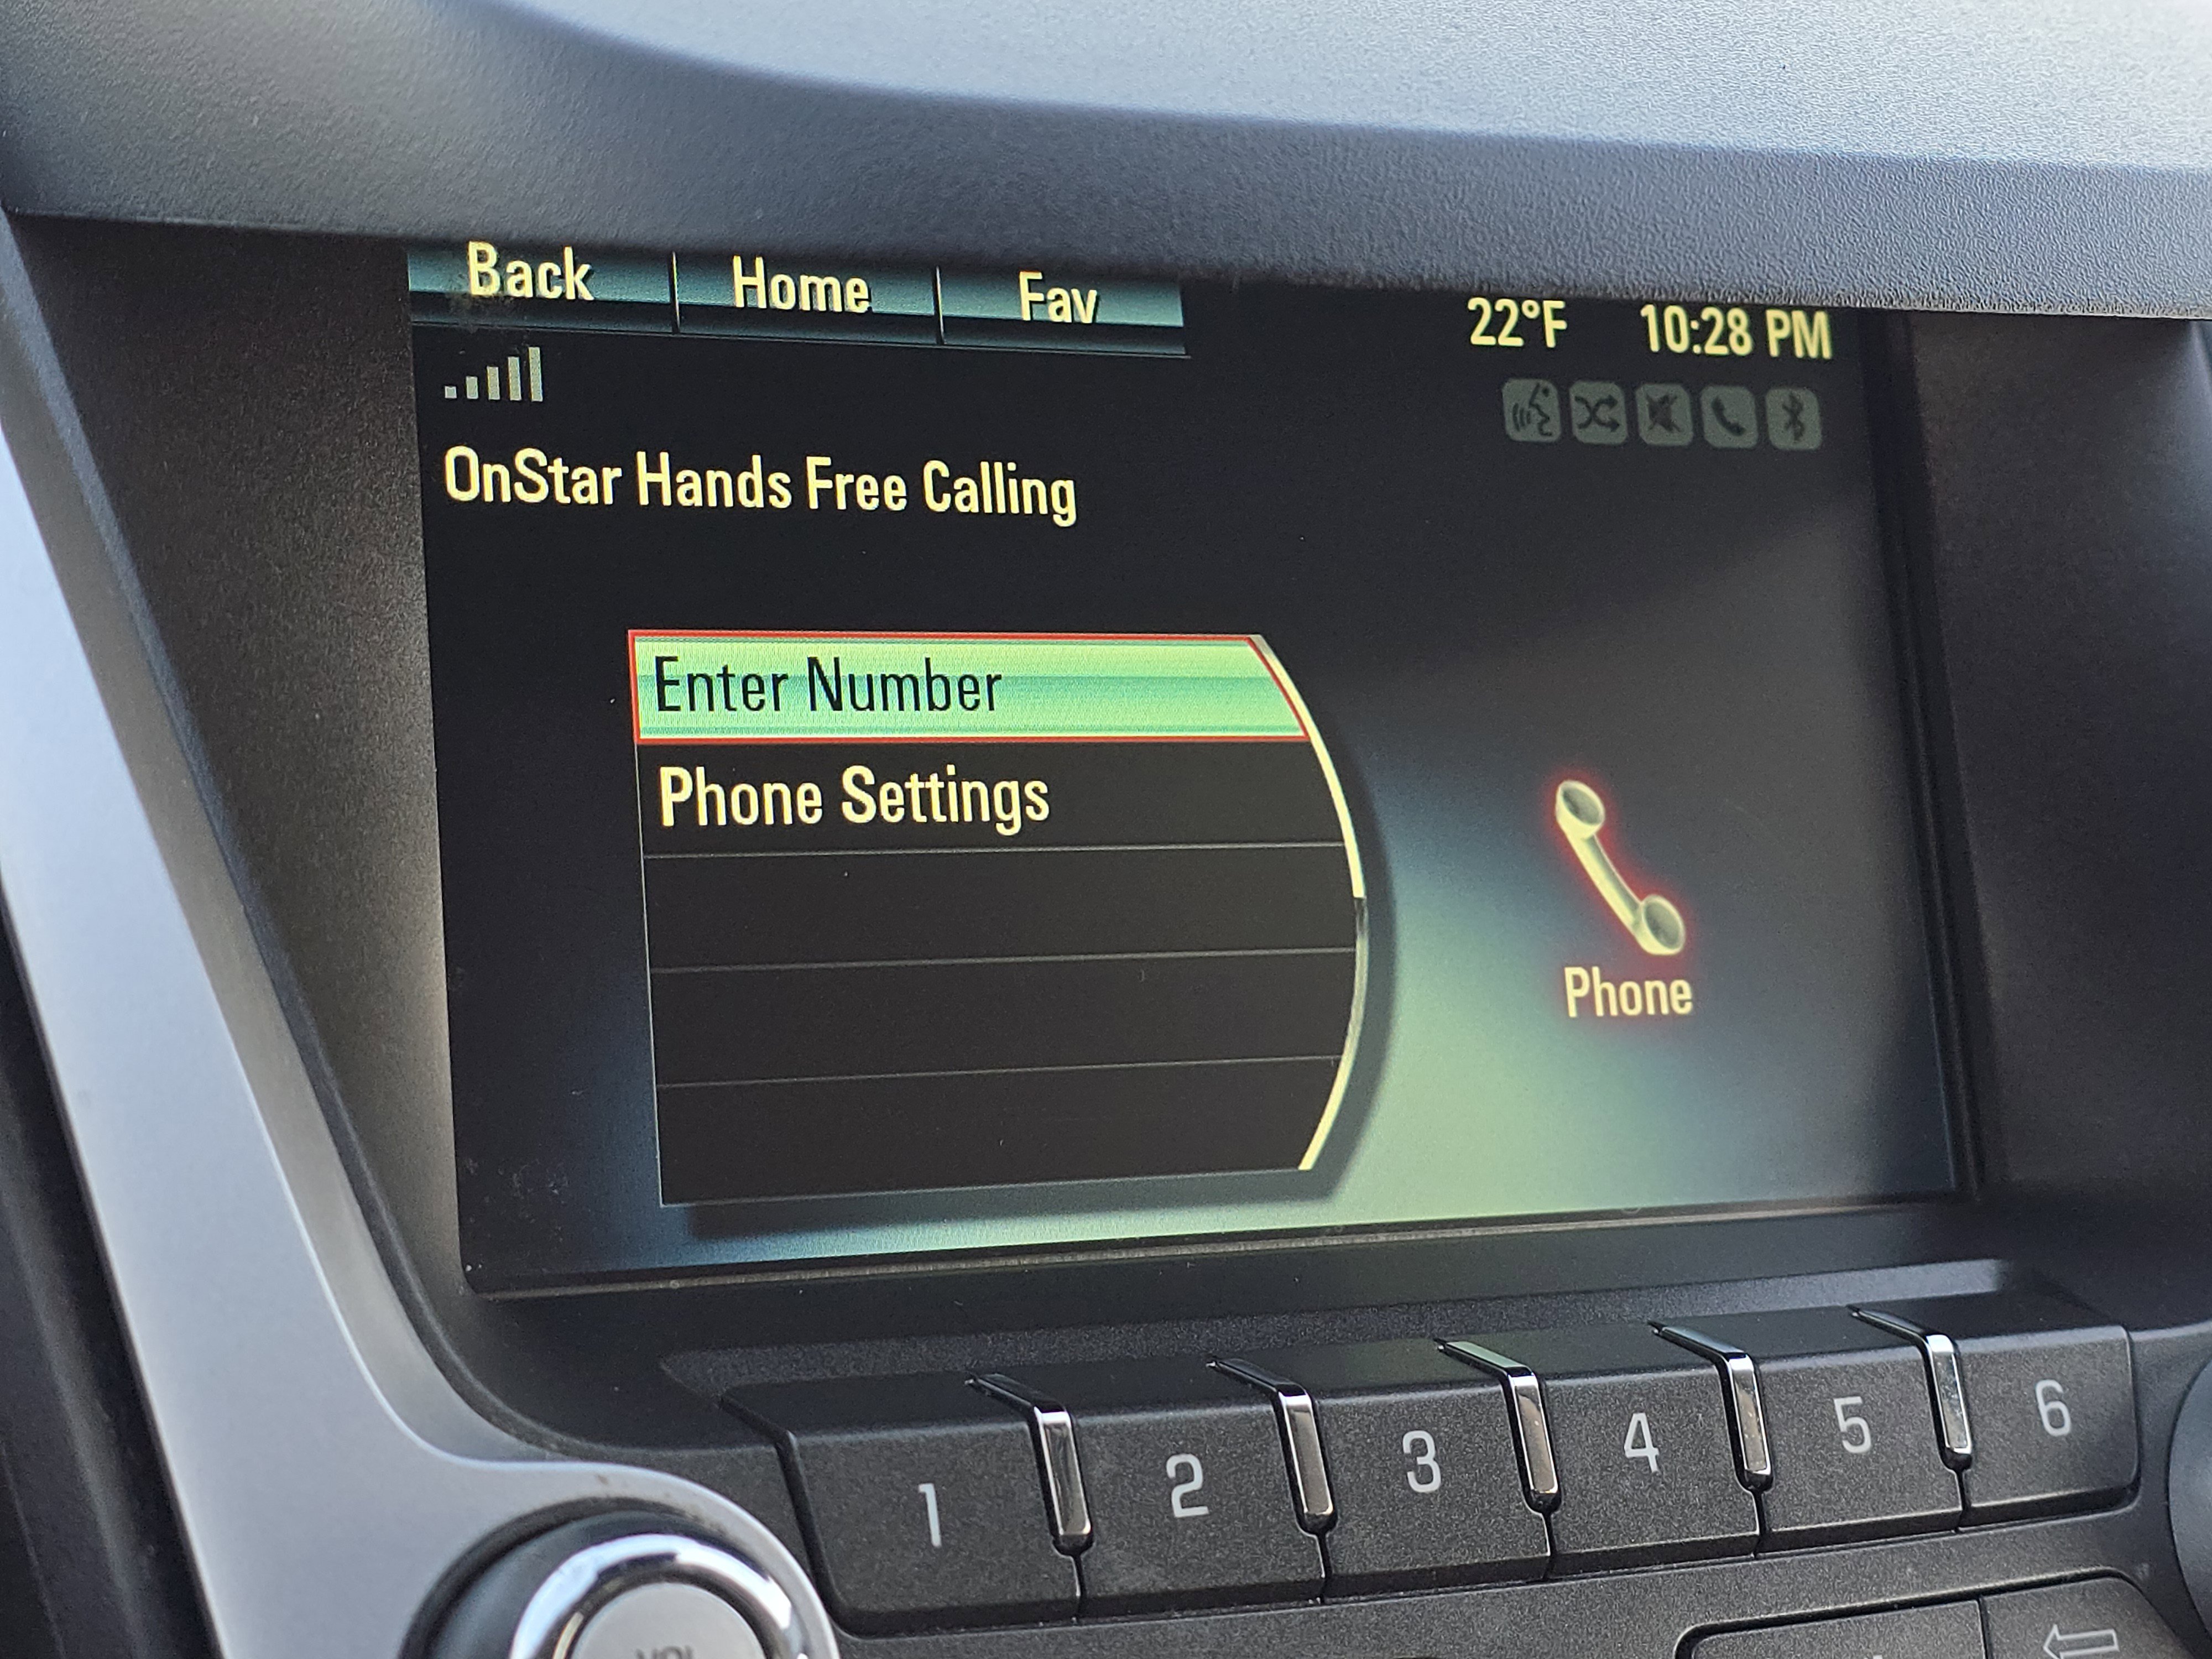 Back Home Fav
22°F 10:28 PM
OnStar Hands Free Calling
Enter Number
Phone Settings
Phone
1 2 3 4 5 6
VOL